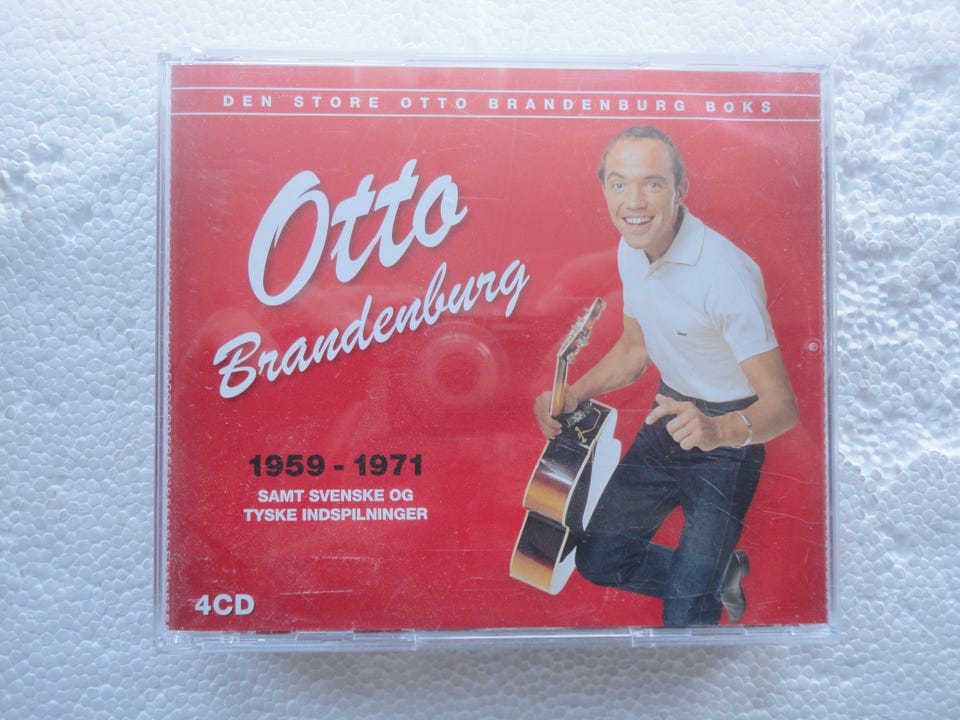 DEN STORE OTTO BRANDENBURG BOKS
Otto
Brandenburg
1959 - 1971
SAMT SVENSKE OG
TYSKE INDSPILNINGER
4CD